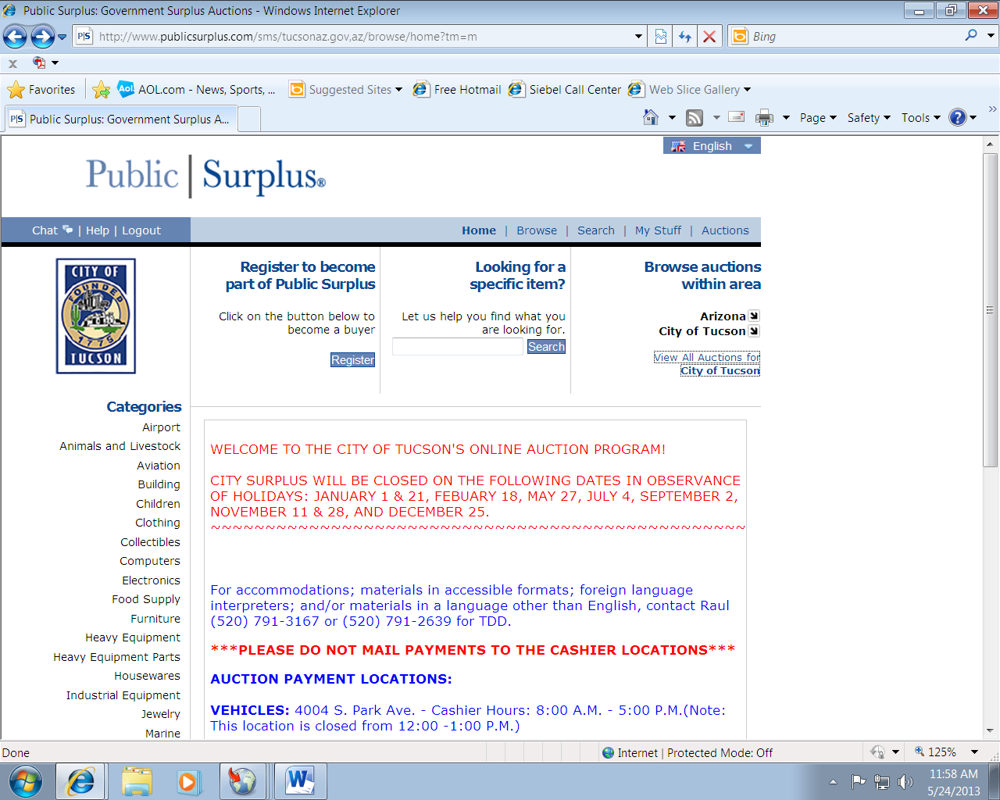 Public Surplus: Government Surplus Auctions - Windows Internet Explorer
P|S http://www.publicsurplus.com/sms/tucsonaz.gov,az/browse/home?tm=m
Bing
x
Favorites
AOL.com - News, Sports, ...
Suggested Sites
Free Hotmail
Siebel Call Center
Web Slice Gallery
P|S Public Surplus: Government Surplus A...
Page Safety Tools
English
Public | Surplus®
Chat | Help | Logout
Home | Browse | Search | My Stuff | Auctions
CITY OF
FOUNDED
1775
TUCSON
Register to become
part of Public Surplus
Click on the button below to
become a buyer
Register
Looking for a
specific item?
Let us help you find what you
are looking for.
Search
Browse auctions
within area
Arizona
City of Tucson
View All Auctions for
City of Tucson
Categories
Airport
Animals and Livestock
Aviation
Building
Children
Clothing
Collectibles
Computers
Electronics
Food Supply
Furniture
Heavy Equipment
Heavy Equipment Parts
Housewares
Industrial Equipment
Jewelry
Marine
WELCOME TO THE CITY OF TUCSON'S ONLINE AUCTION PROGRAM!
CITY SURPLUS WILL BE CLOSED ON THE FOLLOWING DATES IN OBSERVANCE
OF HOLIDAYS: JANUARY 1 & 21, FEBUARY 18, MAY 27, JULY 4, SEPTEMBER 2,
NOVEMBER 11 & 28, AND DECEMBER 25.
~~~~~~~~~~~~~~~~~~~~~~~~~~~~~~~~~~~~~~~~~~~~~~~~~
For accommodations; materials in accessible formats; foreign language
interpreters; and/or materials in a language other than English, contact Raul
(520) 791-3167 or (520) 791-2639 for TDD.
***PLEASE DO NOT MAIL PAYMENTS TO THE CASHIER LOCATIONS***
AUCTION PAYMENT LOCATIONS:
VEHICLES: 4004 S. Park Ave. - Cashier Hours: 8:00 A.M. - 5:00 P.M.(Note:
This location is closed from 12:00 -1:00 P.M.)
Done
Internet | Protected Mode: Off
125%
11:58 AM
5/24/2013